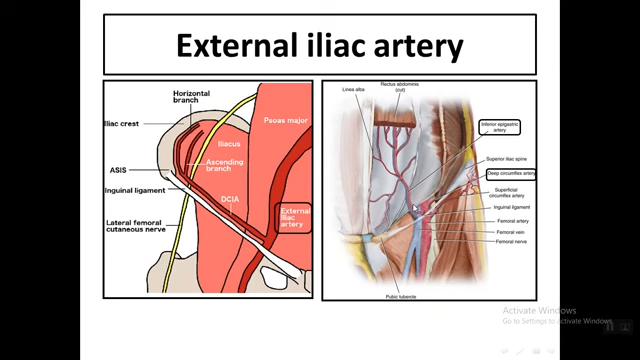 External iliac artery
Horizontal
branch
Iliac crest
Psoas major
Iliacus
ASIS
Ascending
branch
Inguinal ligament
DCIA
External
iliac
artery
Lateral femoral
cutaneous nerve
Rectus abdominis
(cut)
Linea alba
Inferior epigastric
artery
Superior iliac spine
Deep circumflex artery
Superficial
circumflex artery
Inguinal ligament
Femoral artery
Femoral vein
Femoral nerve
Pubic tubercle
Activate Windows
Go to Settings to activate Windows.